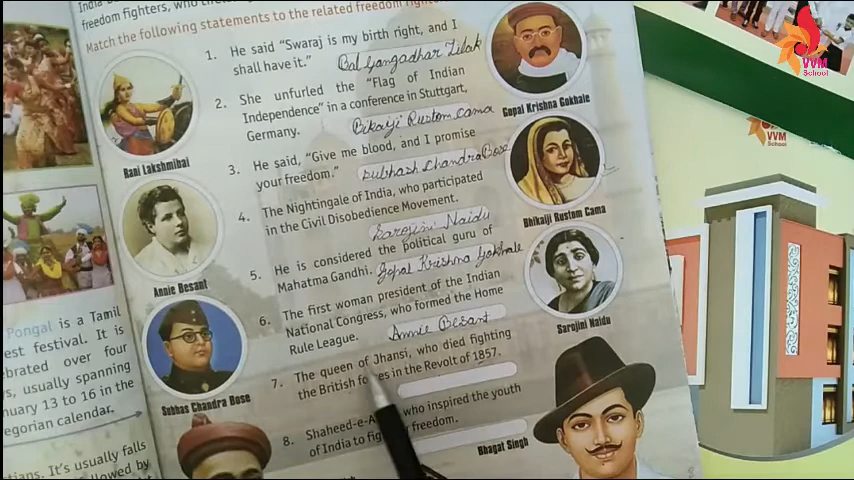 India
freedom fighters, who
Match the following statements to the related freedom fighters
1. He said "Swaraj is my birth right, and I
shall have it." Bal Gangadhar Tilak
2. She unfurled the "Flag of Indian
Independence" in a conference in Stuttgart,
Germany. Bikaiji Rustom Cama
3. He said, "Give me blood, and I promise
your freedom." Subhash Chandra Bose
4. The Nightingale of India, who participated
in the Civil Disobedience Movement.
Sarojini Naidu
5. He is considered the political guru of
Mahatma Gandhi. Gopal Krishna Gokhale
6. The first woman president of the Indian
National Congress, who formed the Home
Rule League. Annie Besant
7. The queen of Jhansi, who died fighting
the British in the Revolt of 1857.
8. Shaheed-e- who inspired the youth
of India to freedom.
Rani Lakshmibai
Annie Besant
Subhas Chandra Bose
Gopal Krishna Gokhale
Bhikaiji Rustom Cama
Sarojini Naidu
Bhagat Singh
Pongal is a Tamil
est festival. It is
brated over four
s, usually spanning
nuary 13 to 16 in the
egorian calendar.
tians. It's usually falls
llowed by
VVM
School
VVM
School